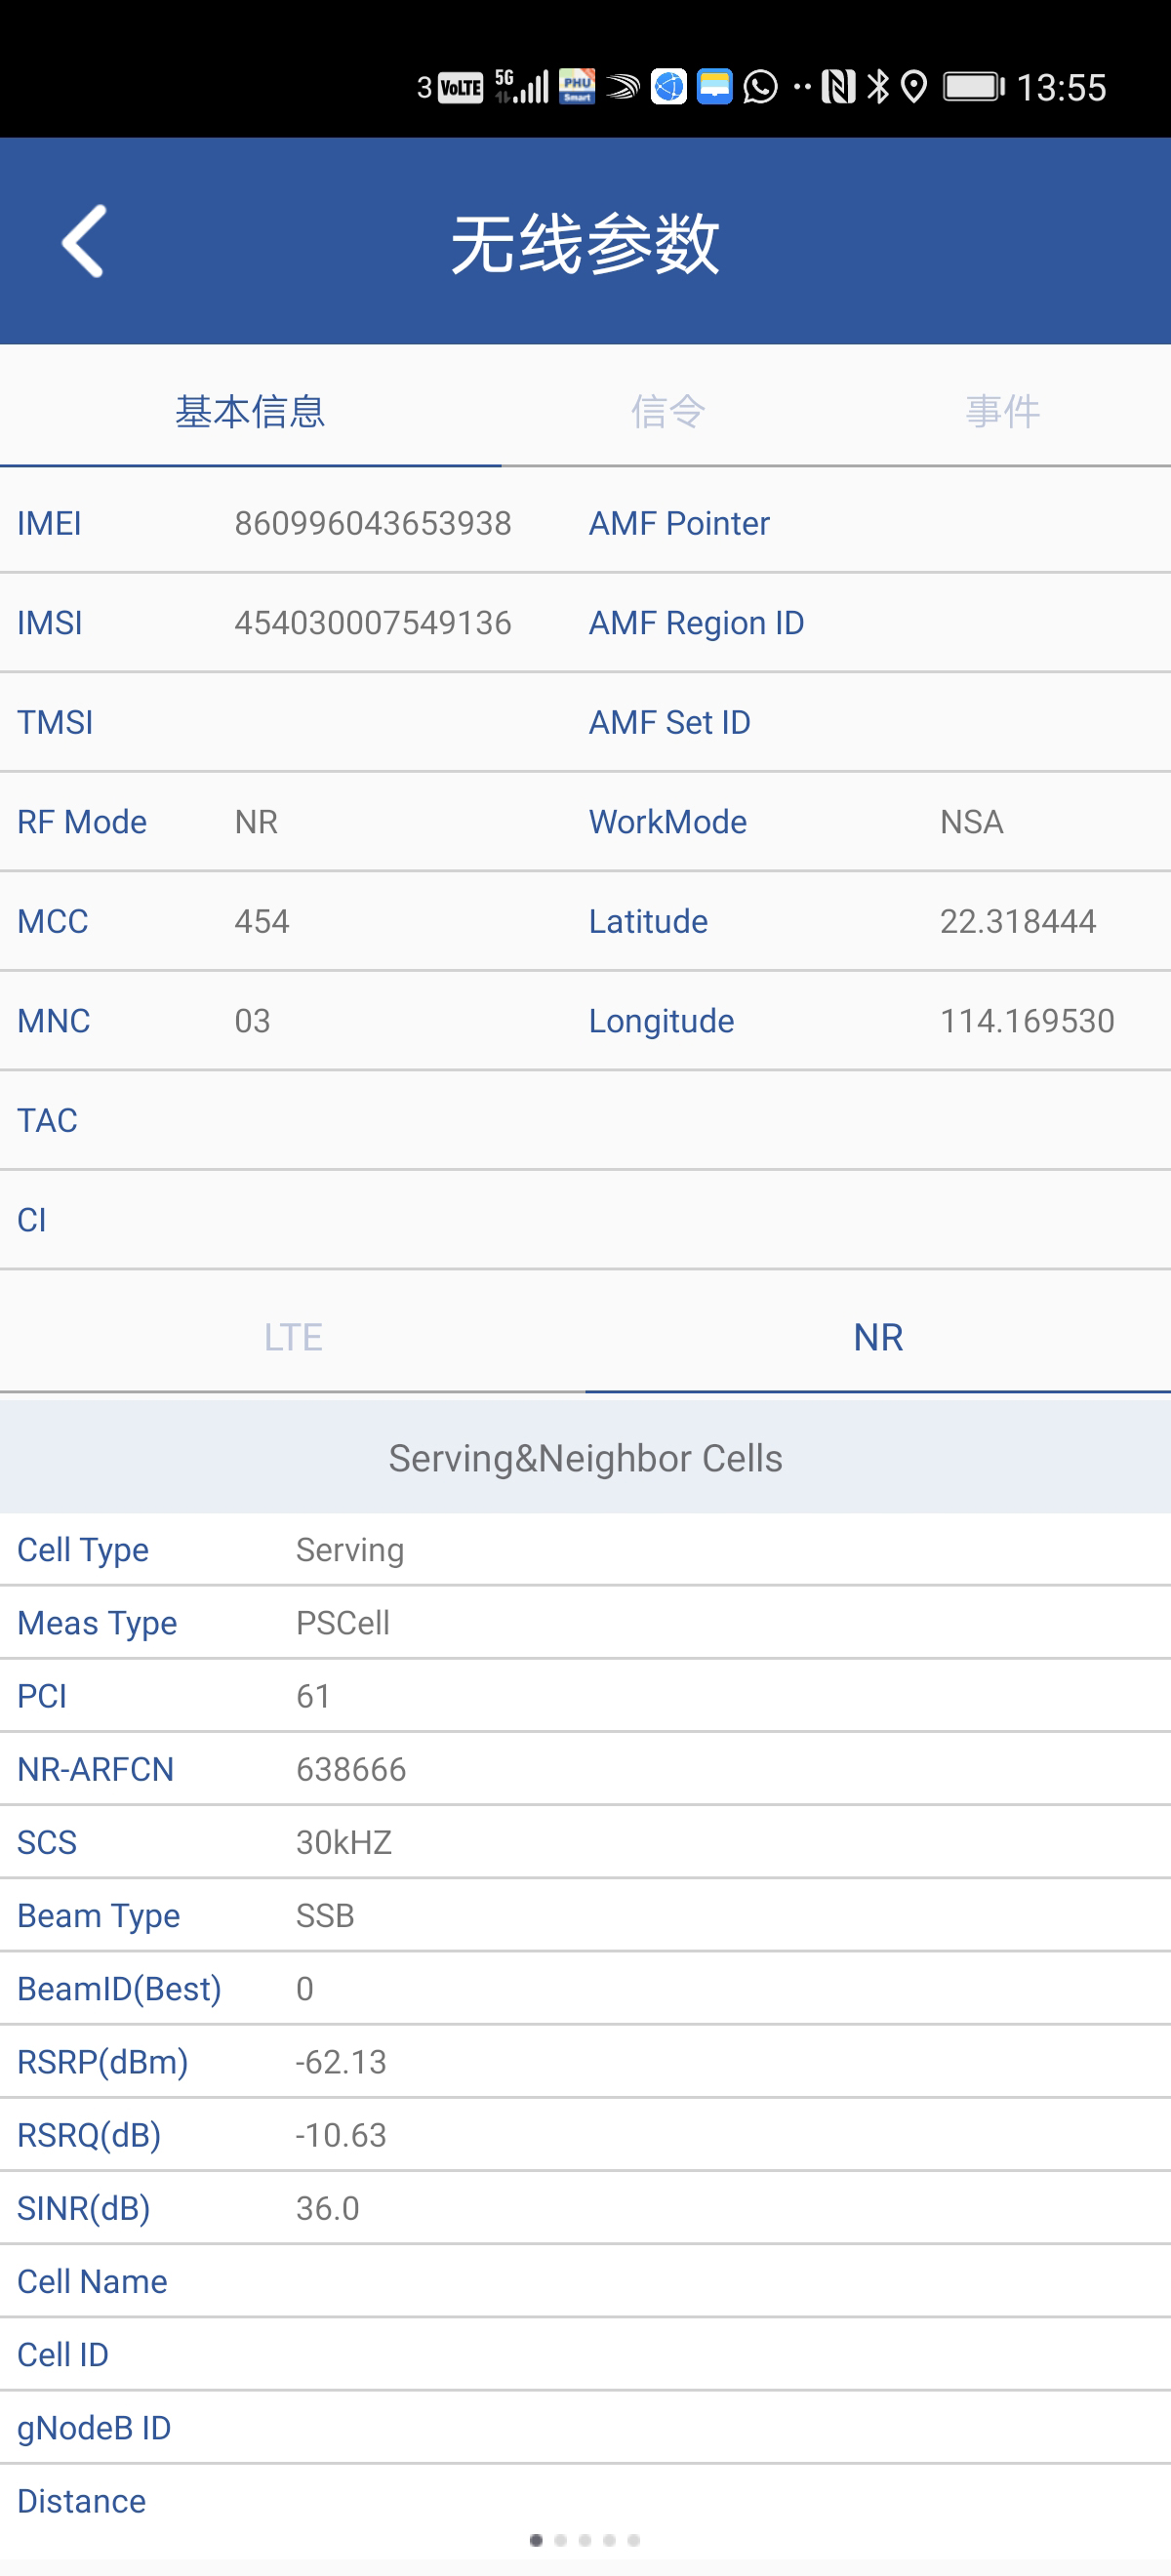 3 VoLTE 5G PHU Smart 13:55
无线参数
基本信息 信令 事件
IMEI 860996043653938 AMF Pointer
IMSI 454030007549136 AMF Region ID
TMSI AMF Set ID
RF Mode NR WorkMode NSA
MCC 454 Latitude 22.318444
MNC 03 Longitude 114.169530
TAC
CI
LTE NR
Serving&Neighbor Cells
Cell Type Serving
Meas Type PSCell
PCI 61
NR-ARFCN 638666
SCS 30kHZ
Beam Type SSB
BeamID(Best) 0
RSRP(dBm) -62.13
RSRQ(dB) -10.63
SINR(dB) 36.0
Cell Name
Cell ID
gNodeB ID
Distance